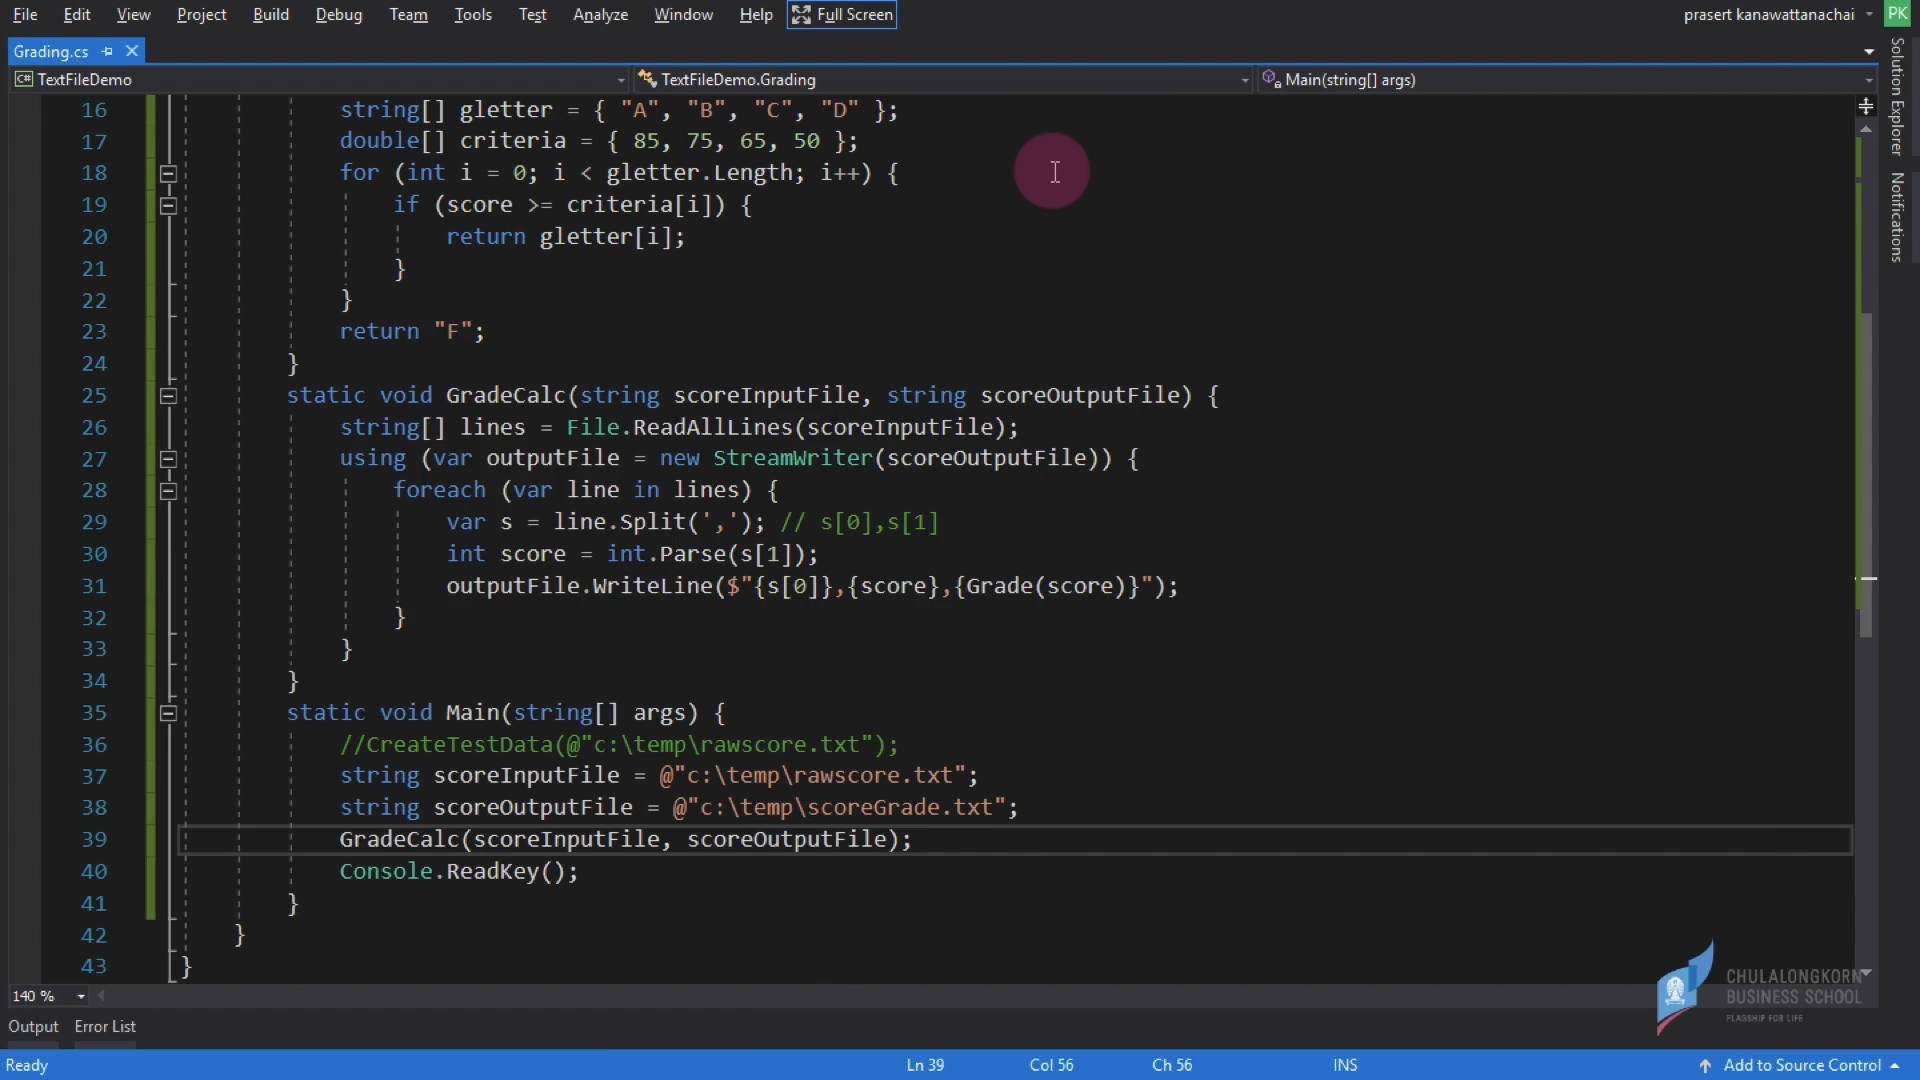 File Edit View Project Build Debug Team Tools Test Analyze Window Help Full Screen prasert kanawattanachai PK
Grading.cs
C# TextFileDemo TextFileDemo.Grading Main(string[] args)
16 string[] gletter = { "A", "B", "C", "D" };
17 double[] criteria = { 85, 75, 65, 50 };
18 for (int i = 0; i < gletter.Length; i++) {
19 if (score >= criteria[i]) {
20 return gletter[i];
21 }
22 }
23 return "F";
24 }
25 static void GradeCalc(string scoreInputFile, string scoreOutputFile) {
26 string[] lines = File.ReadAllLines(scoreInputFile);
27 using (var outputFile = new StreamWriter(scoreOutputFile)) {
28 foreach (var line in lines) {
29 var s = line.Split(','); // s[0],s[1]
30 int score = int.Parse(s[1]);
31 outputFile.WriteLine($"{s[0]},{score},{Grade(score)}");
32 }
33 }
34 }
35 static void Main(string[] args) {
36 //CreateTestData(@"c:\temp\rawscore.txt");
37 string scoreInputFile = @"c:\temp\rawscore.txt";
38 string scoreOutputFile = @"c:\temp\scoreGrade.txt";
39 GradeCalc(scoreInputFile, scoreOutputFile);
40 Console.ReadKey();
41 }
42 }
43 }
Solution Explorer
Notifications
140 %
CHULALONGKORN
BUSINESS SCHOOL
FLAGSHIP FOR LIFE
Output Error List
Ready Ln 39 Col 56 Ch 56 INS Add to Source Control